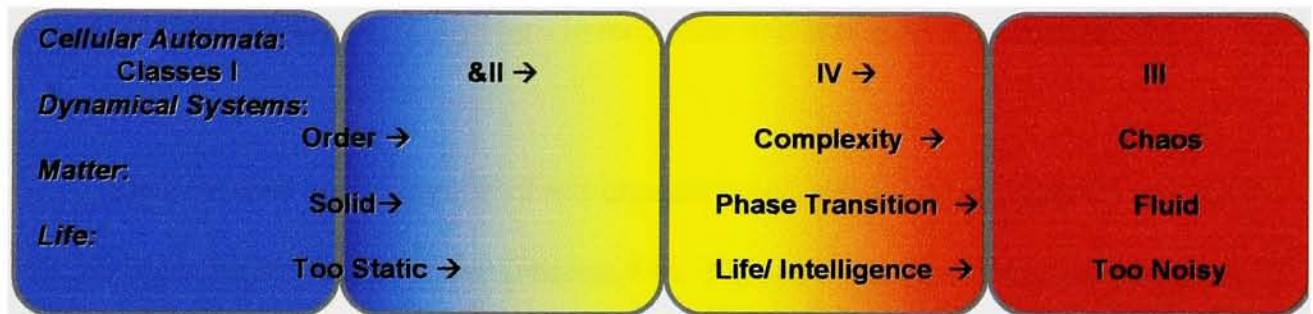 Cellular Automata:
Classes I &II → IV → III
Dynamical Systems:
Order → Complexity → Chaos
Matter:
Solid→ Phase Transition → Fluid
Life:
Too Static → Life/ Intelligence → Too Noisy